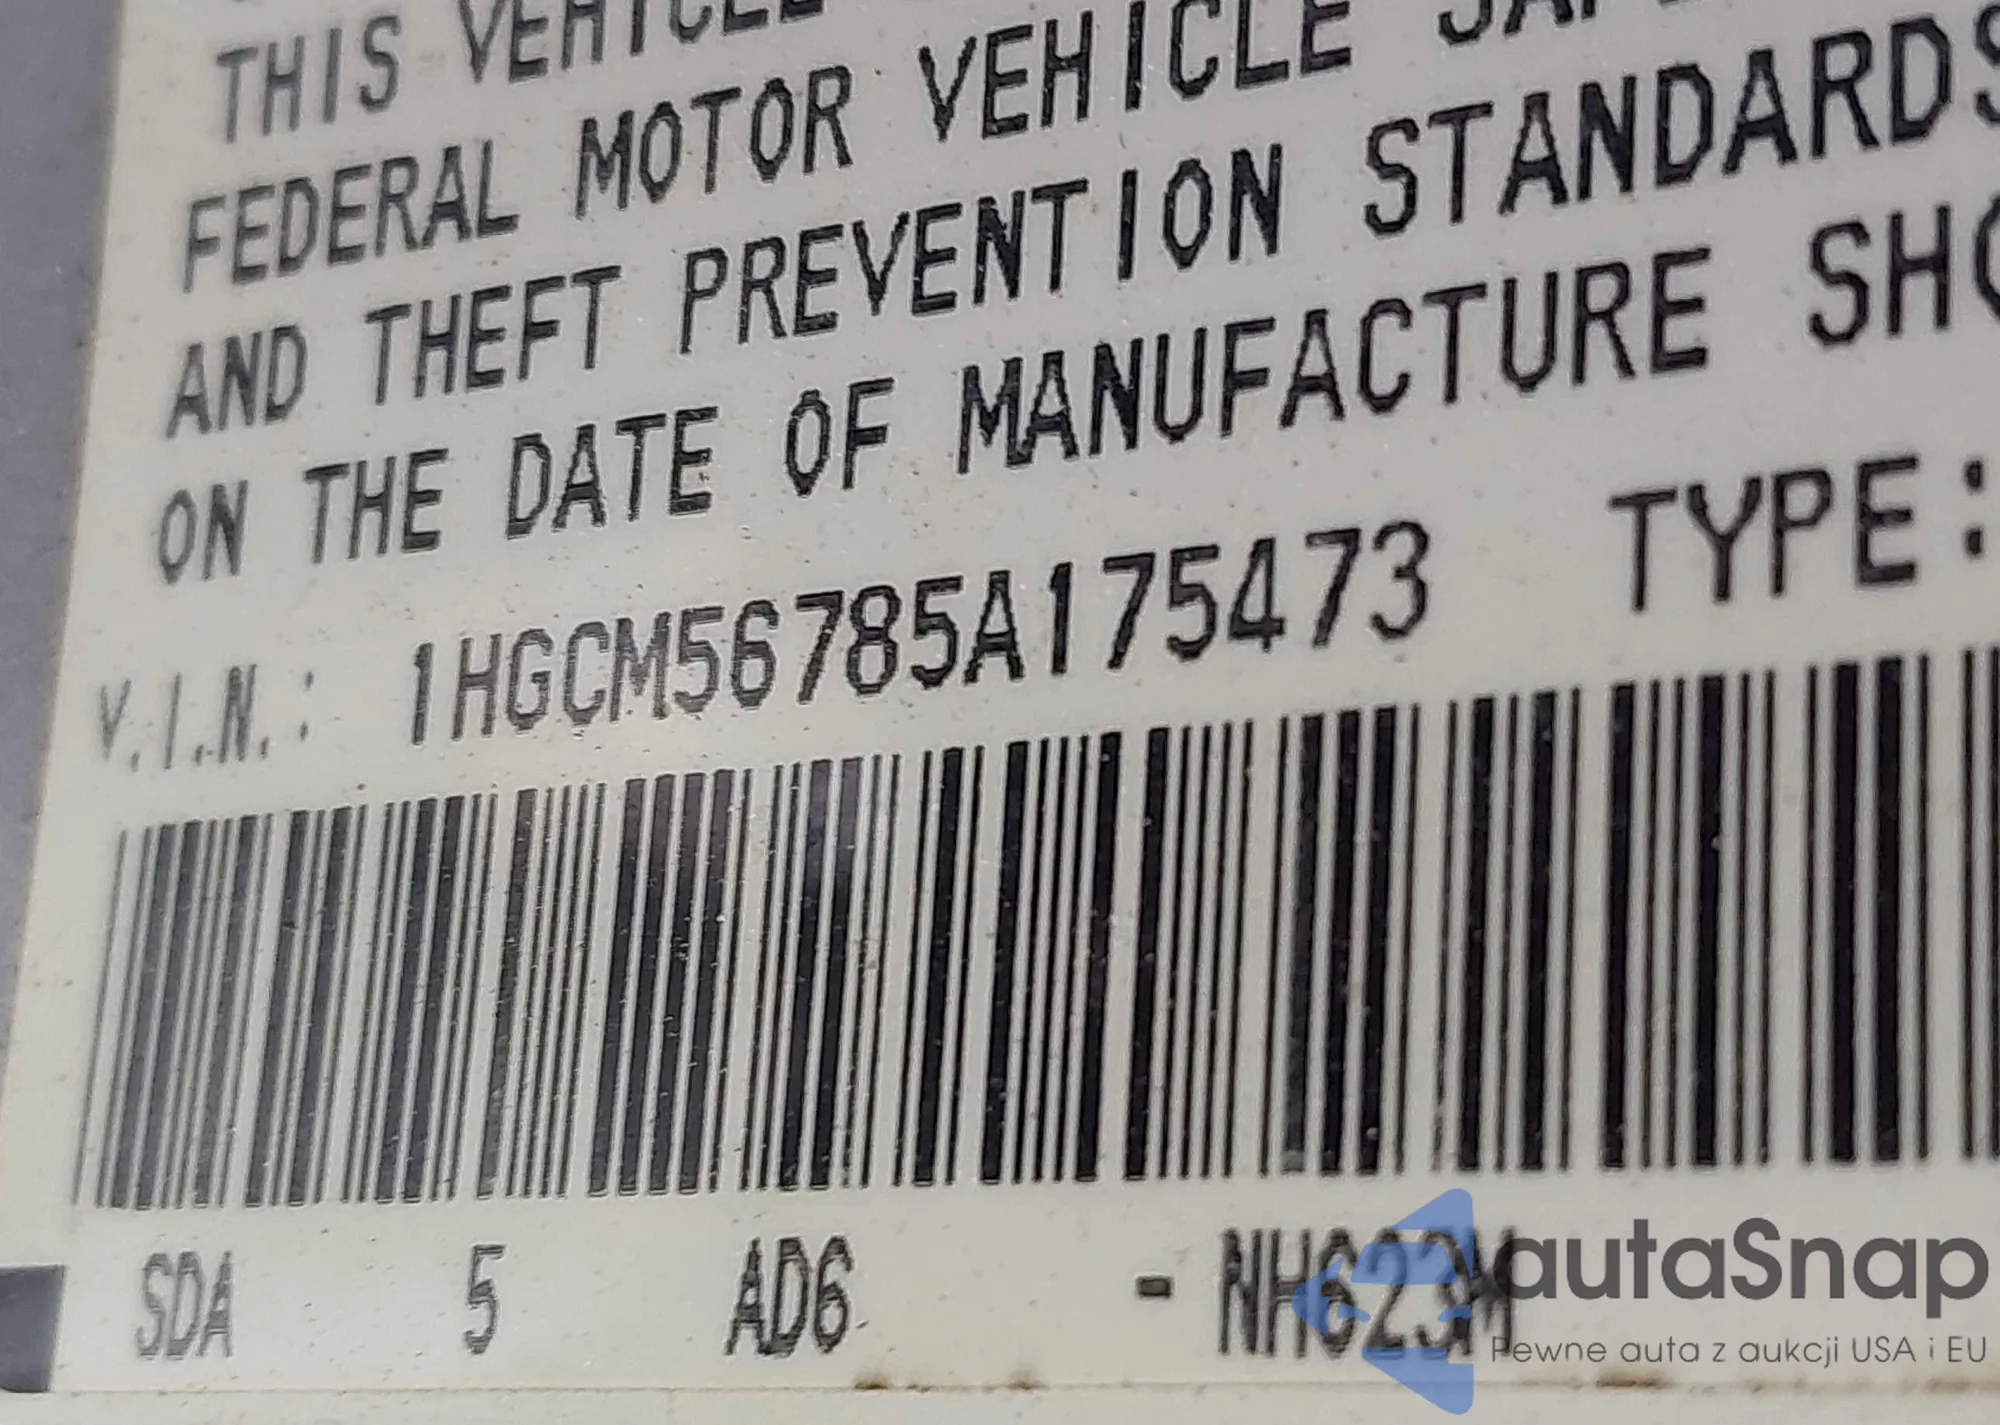 THIS VEHICLE
FEDERAL MOTOR VEHICLE
AND THEFT PREVENTION STANDARDS
ON THE DATE OF MANUFACTURE SHO
V.I.N.: 1HGCM56785A175473 TYPE:
SDA 5 AD6 - NH623M
autaSnap
Pewne auta z aukcji USA i EU